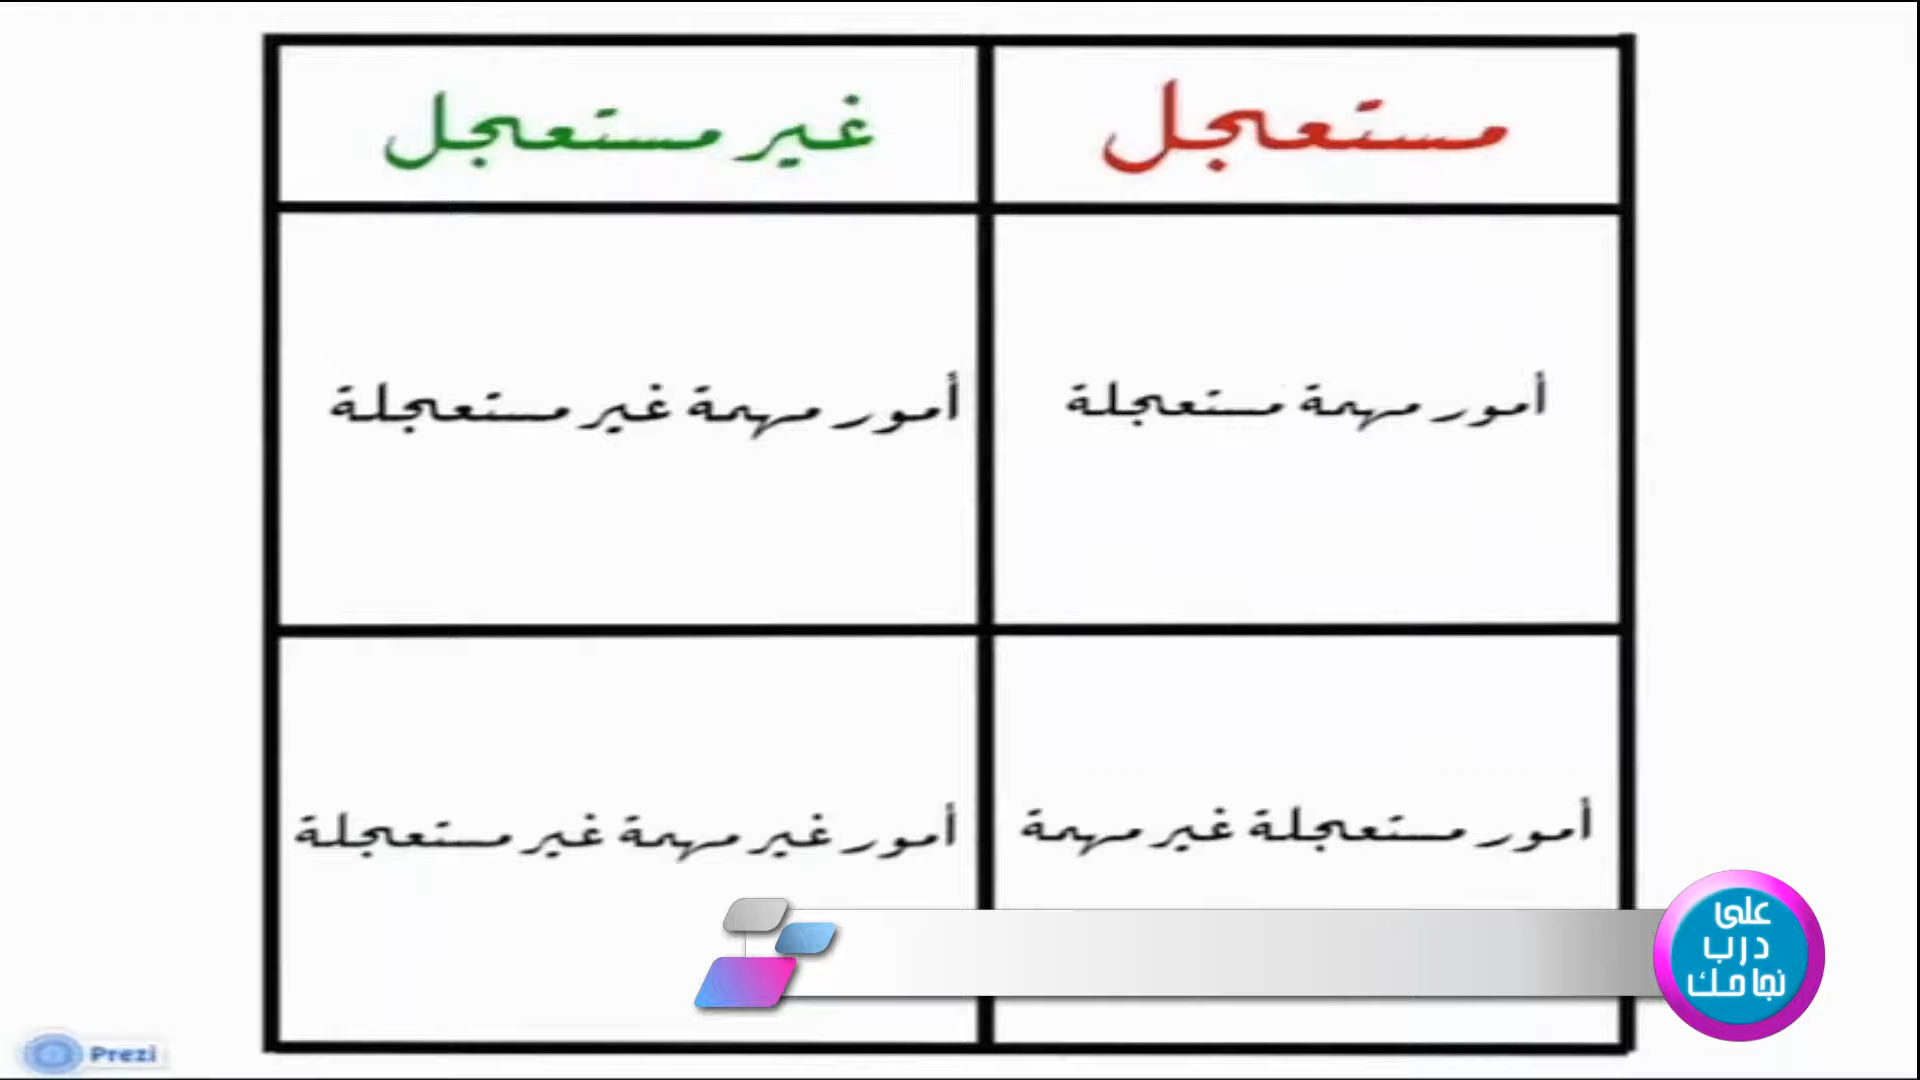 مستعجل
غير مستعجل
أمور مهمة مستعجلة
أمور مهمة غير مستعجلة
أمور مستعجلة غير مهمة
أمور غير مهمة غير مستعجلة
على
درب
نجاحك
Prezi